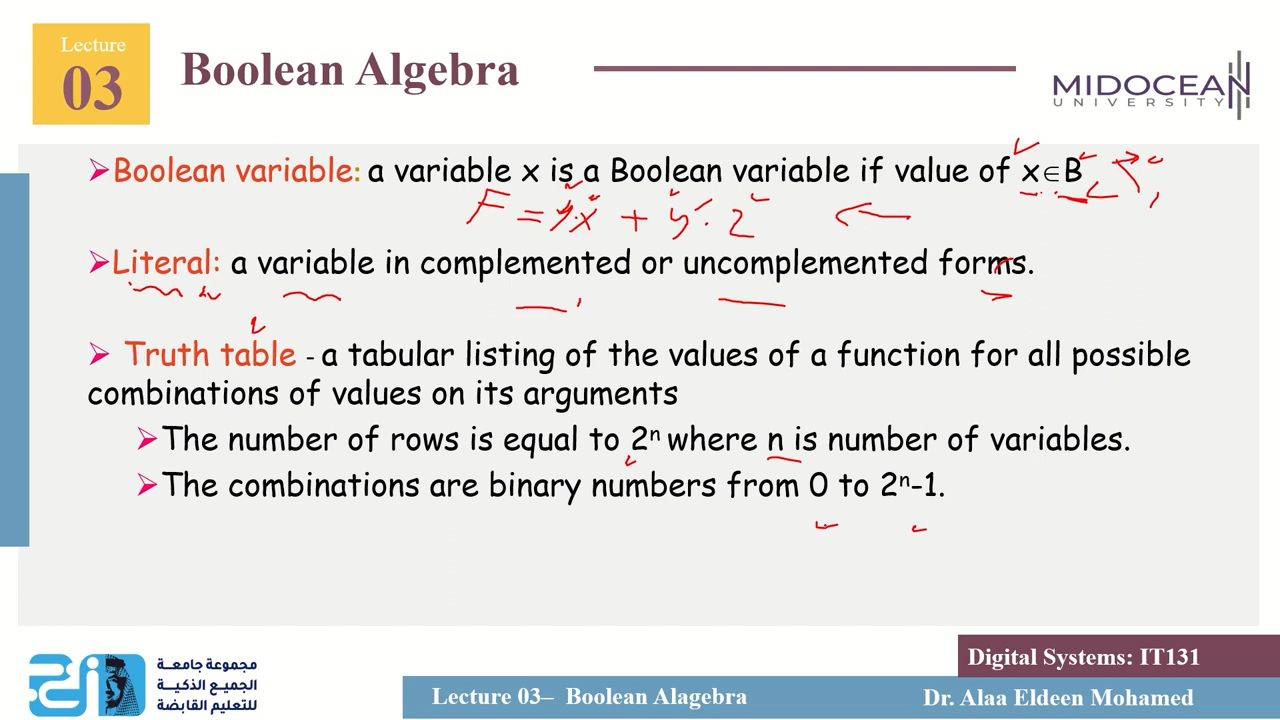 Lecture
03
Boolean Algebra
MIDOCEAN
UNIVERSITY
➢Boolean variable: a variable x is a Boolean variable if value of x∈B
➢Literal: a variable in complemented or uncomplemented forms.
➢ Truth table - a tabular listing of the values of a function for all possible
combinations of values on its arguments
➢The number of rows is equal to 2ⁿ where n is number of variables.
➢The combinations are binary numbers from 0 to 2ⁿ-1.
مجموعة جامعة
الجميع الذكية
للتعليم القابضة
Digital Systems: IT131
Lecture 03– Boolean Alagebra
Dr. Alaa Eldeen Mohamed